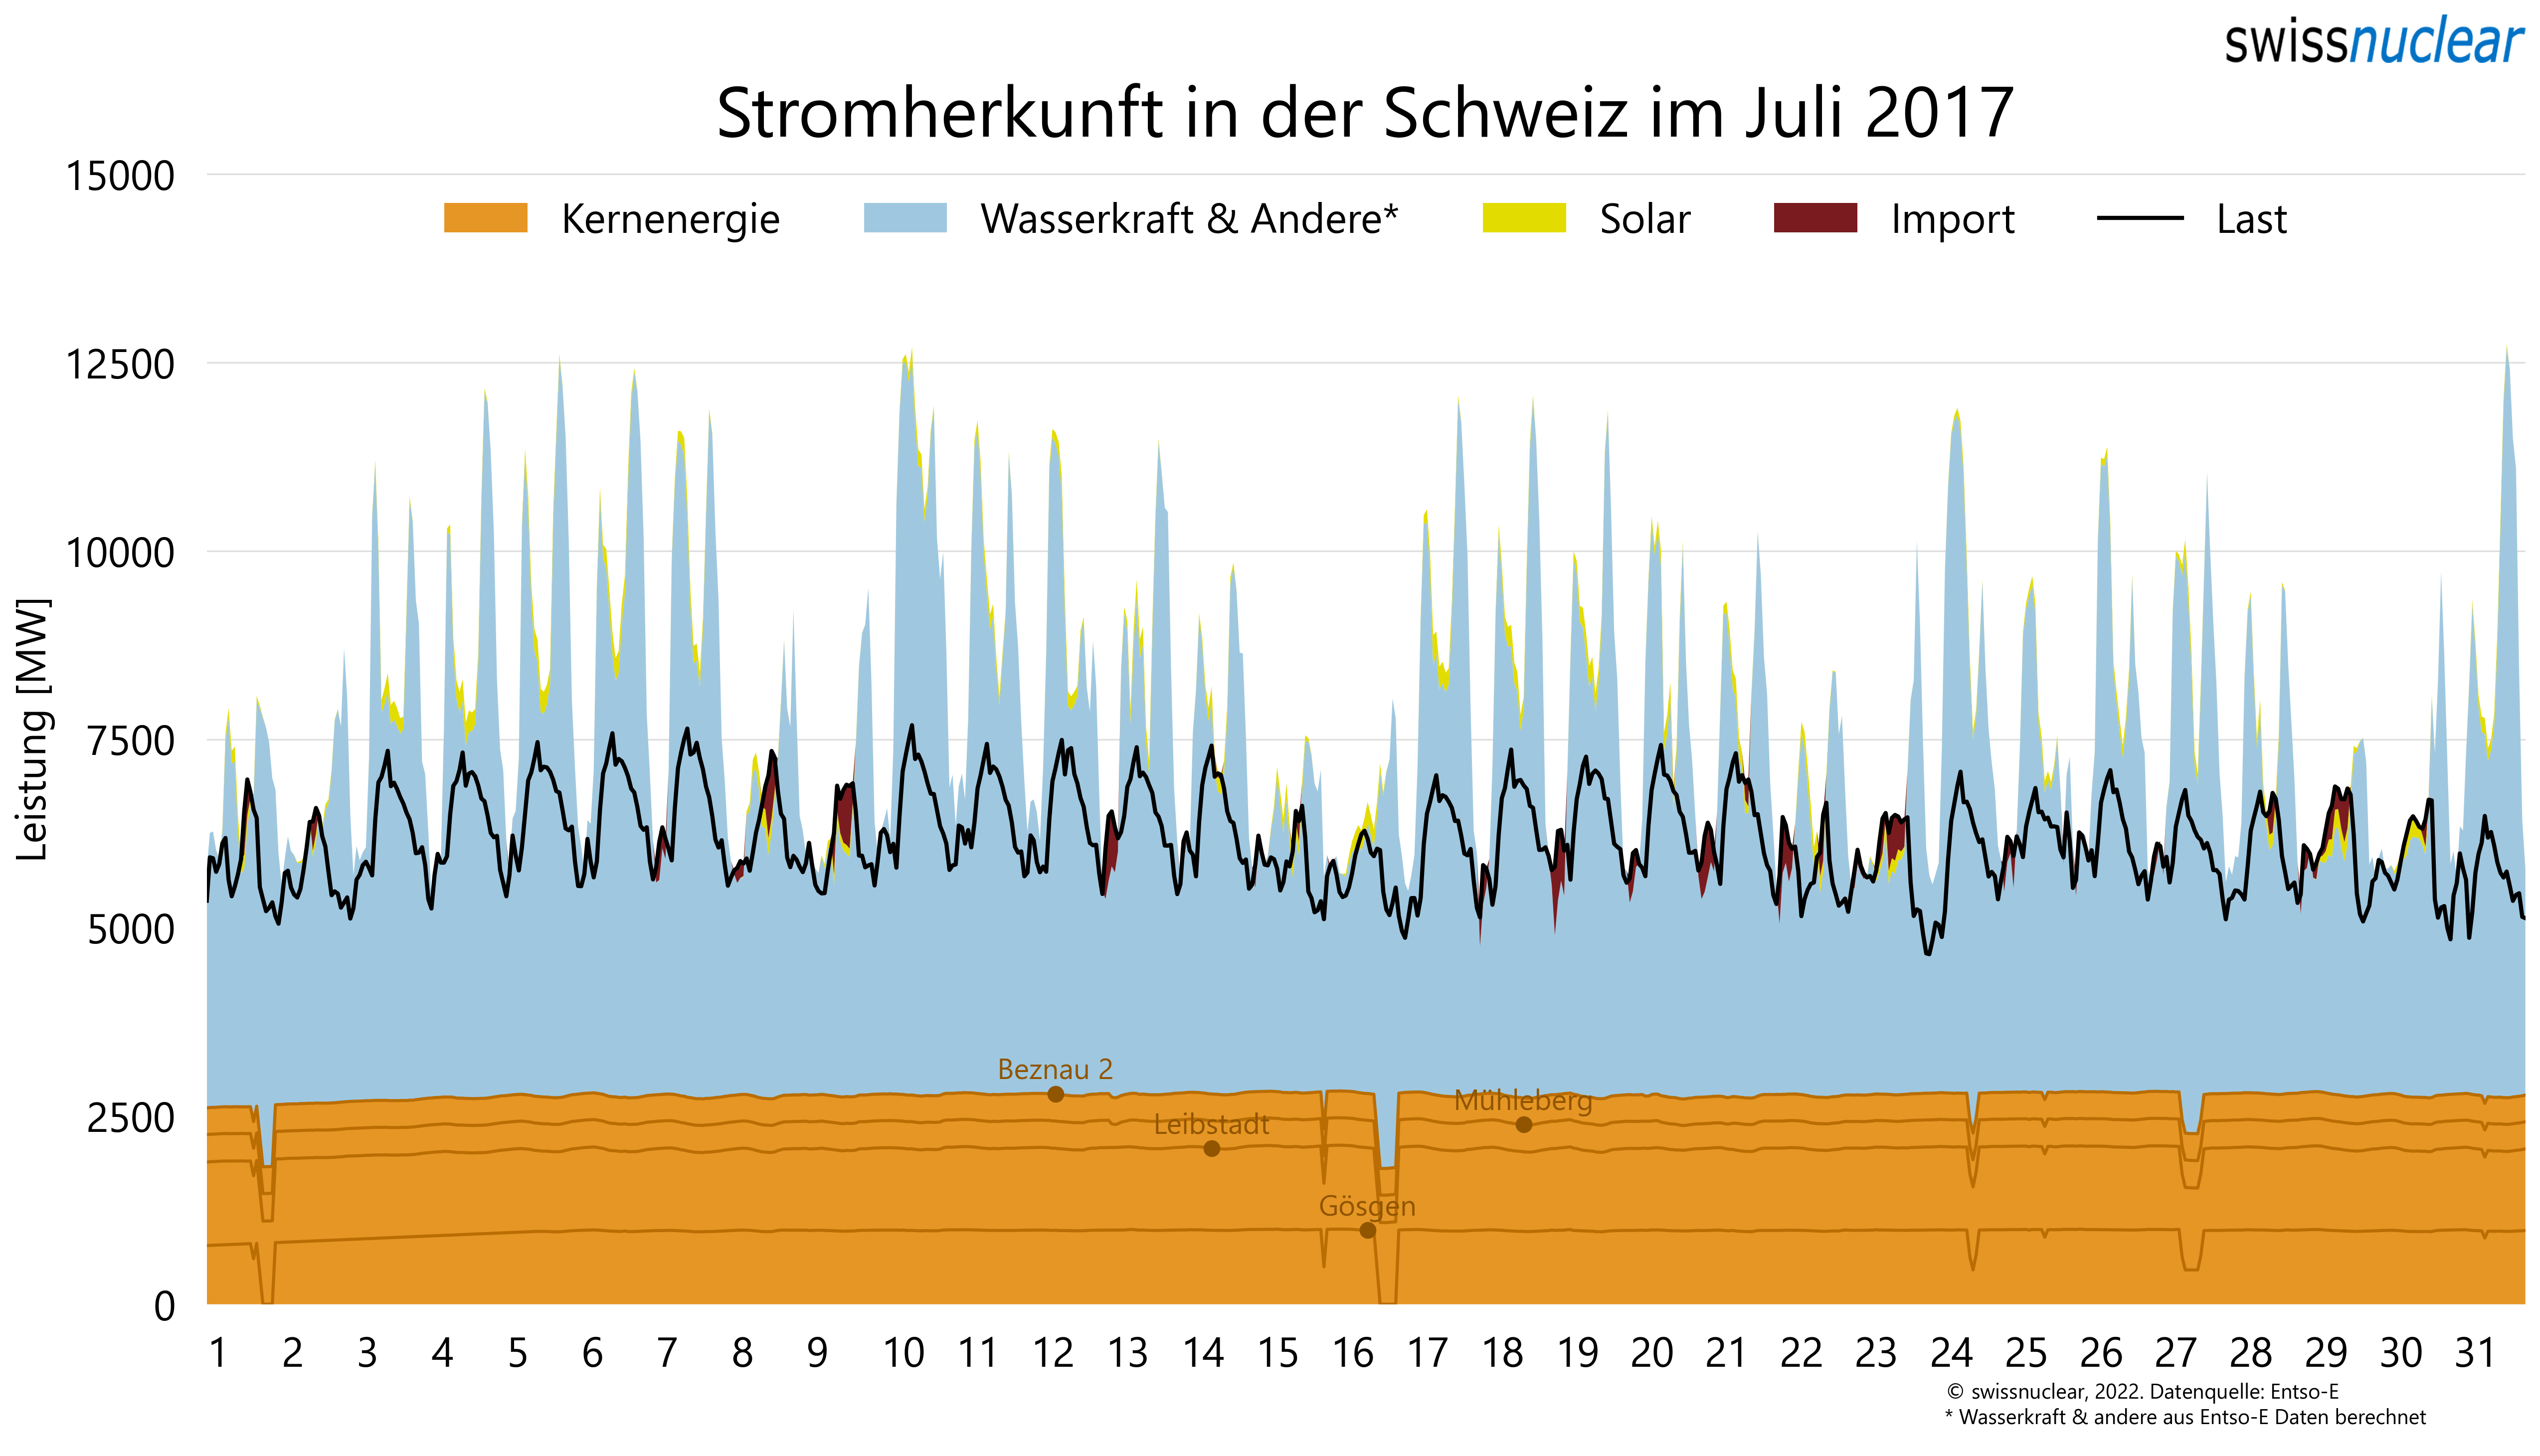 swissnuclear
Stromherkunft in der Schweiz im Juli 2017
15000
Kernenergie Wasserkraft & Andere* Solar Import Last
12500
10000
Leistung [MW]
7500
5000
Beznau 2
Mühleberg
2500
Leibstadt
Gösgen
0
1 2 3 4 5 6 7 8 9 10 11 12 13 14 15 16 17 18 19 20 21 22 23 24 25 26 27 28 29 30 31
© swissnuclear, 2022. Datenquelle: Entso-E
* Wasserkraft & andere aus Entso-E Daten berechnet